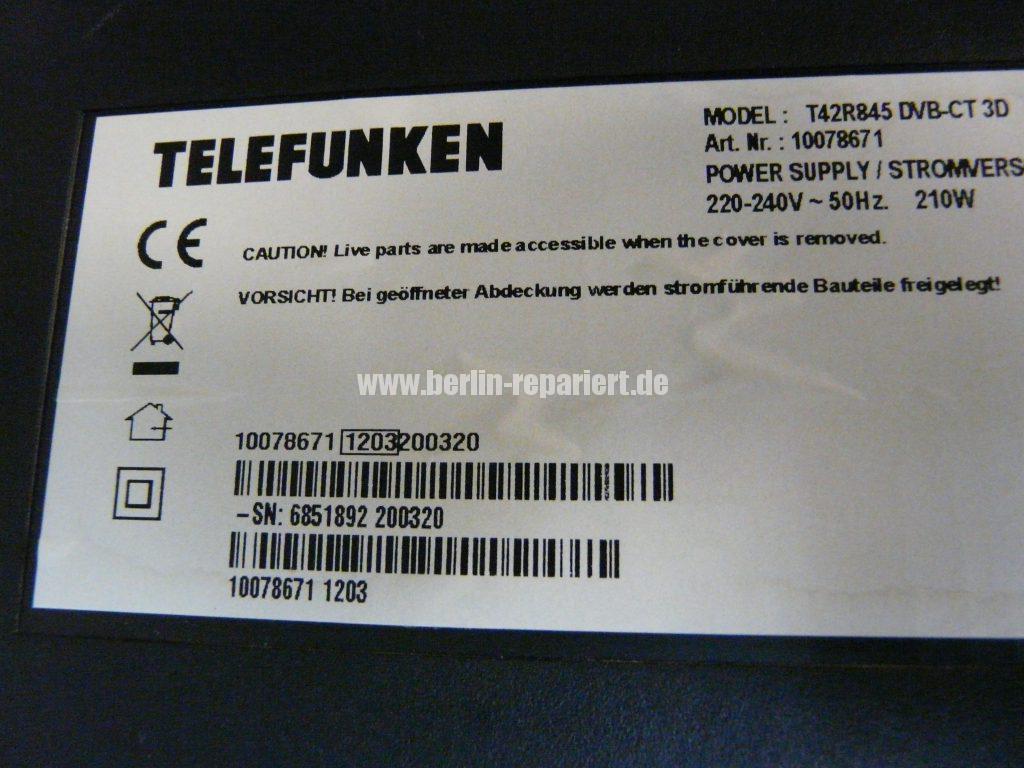 TELEFUNKEN
MODEL : T42R845 DVB-CT 3D
Art. Nr. : 10078671
POWER SUPPLY / STROMVERS
220-240V ~ 50Hz. 210W
CE
CAUTION! Live parts are made accessible when the cover is removed.
VORSICHT! Bei geöffneter Abdeckung werden stromführende Bauteile freigelegt!
www.berlin-repariert.de
10078671 1203200320
-SN: 6851892 200320
10078671 1203